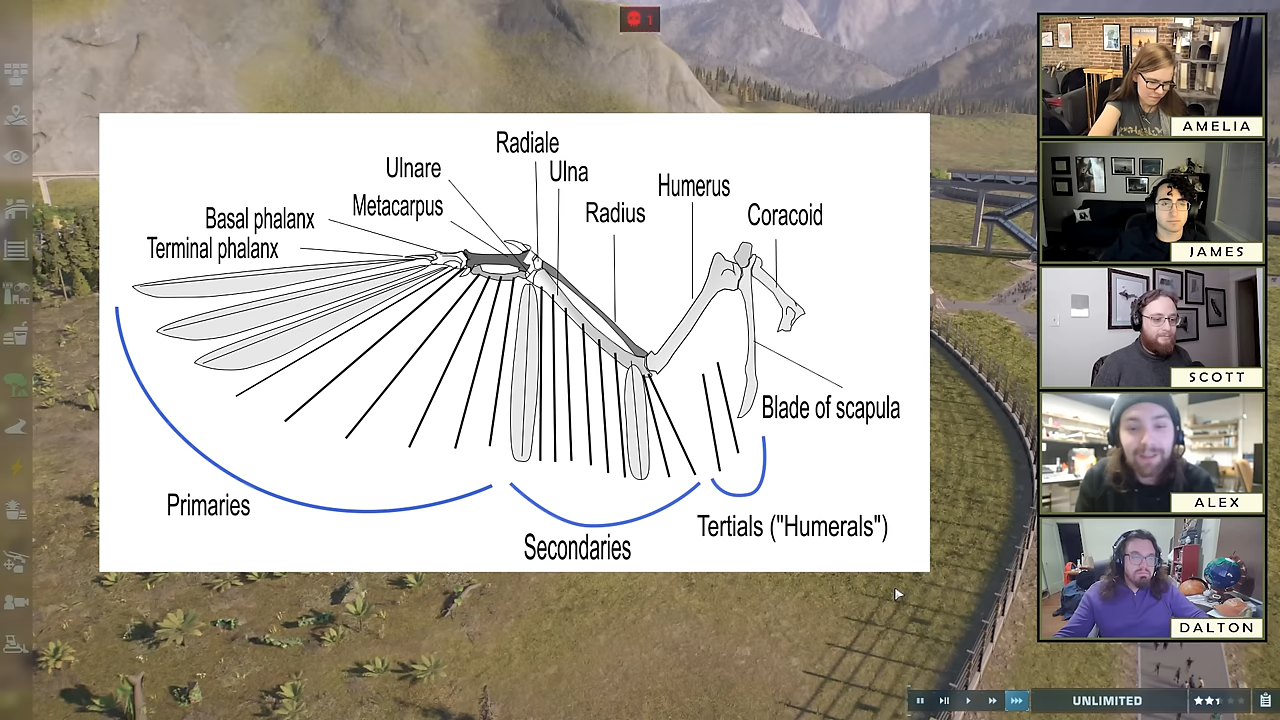 1
Radiale
Ulnare
Ulna
Humerus
Metacarpus
Radius
Coracoid
Basal phalanx
Terminal phalanx
Blade of scapula
Primaries
Tertials ("Humerals")
Secondaries
AMELIA
JAMES
SCOTT
ALEX
DALTON
UNLIMITED